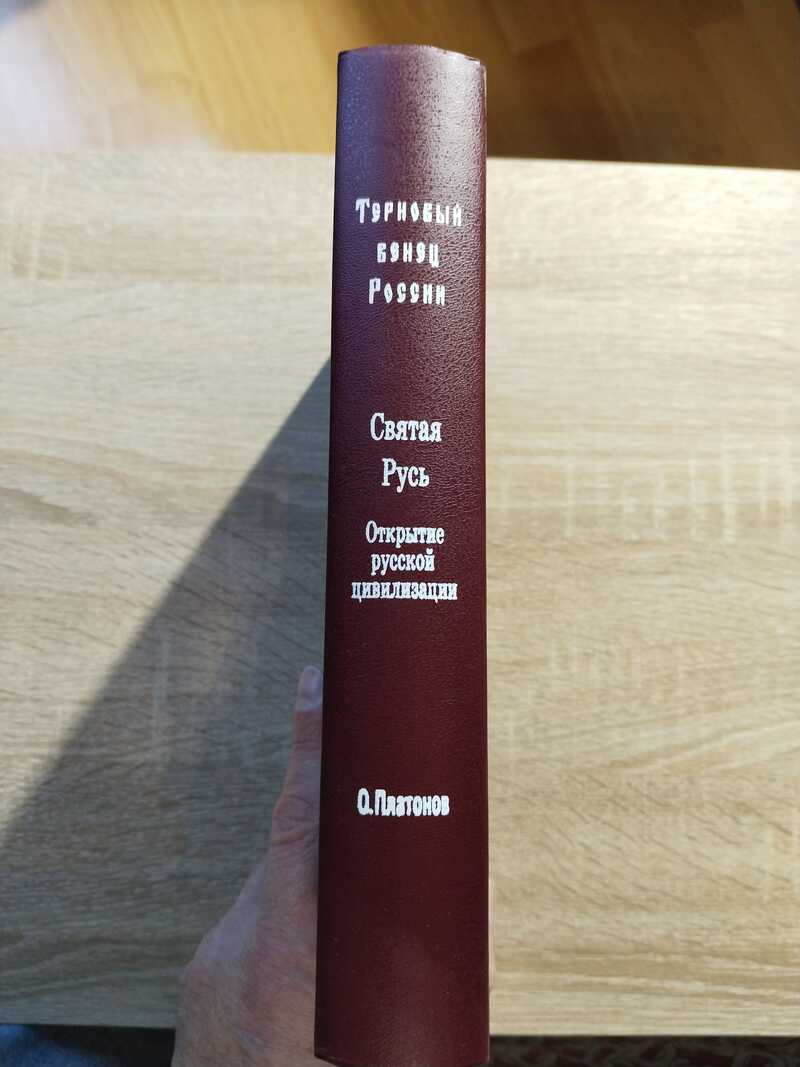 Терновый
венец
России
Святая
Русь
Открытие
русской
цивилизации
О.Платонов